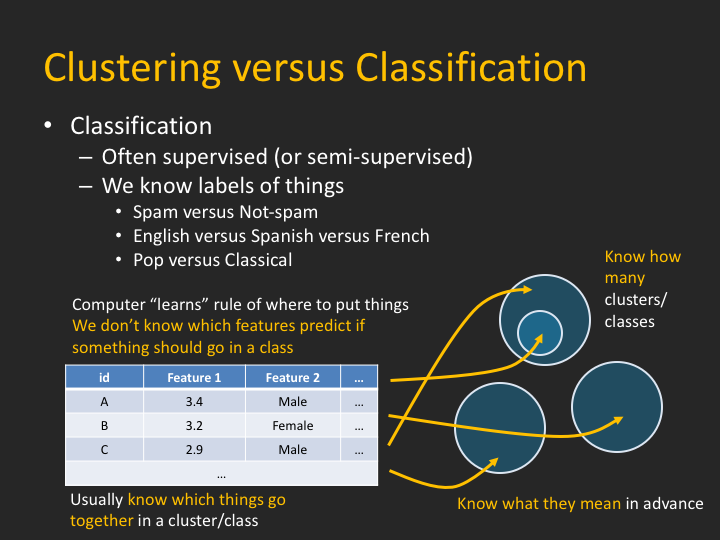 Clustering versus Classification
• Classification
– Often supervised (or semi-supervised)
– We know labels of things
• Spam versus Not-spam
• English versus Spanish versus French
• Pop versus Classical
Know how
many
clusters/
classes
Computer “learns” rule of where to put things
We don’t know which features predict if
something should go in a class
id Feature 1 Feature 2 …
A 3.4 Male …
B 3.2 Female …
C 2.9 Male …
…
Usually know which things go
together in a cluster/class
Know what they mean in advance